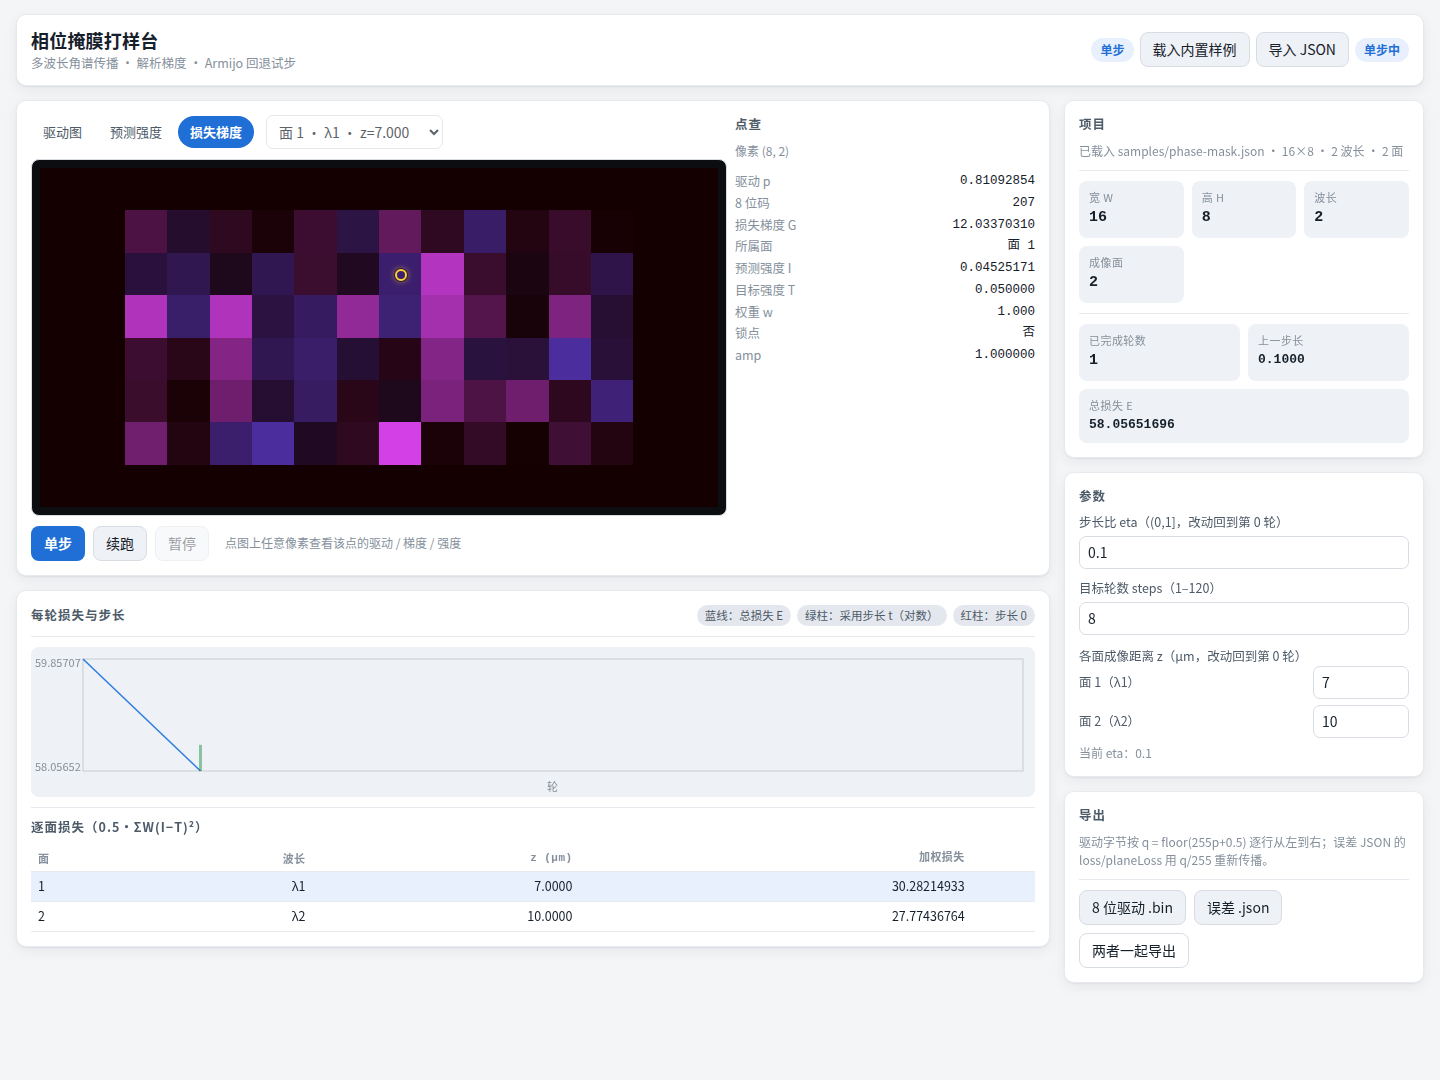 相位掩膜打样台
多波长角谱传播 · 解析梯度 · Armijo 回退试步
单步
载入内置样例
导入 JSON
单步中
驱动图
预测强度
损失梯度
面 1 · λ1 · z=7.000
点查
像素 (8, 2)
驱动 p 0.81092854
8 位码 207
损失梯度 G 12.03370310
所属面 面 1
预测强度 I 0.04525171
目标强度 T 0.050000
权重 w 1.000
锁点 否
amp 1.000000
单步
续跑
暂停
点图上任意像素查看该点的驱动 / 梯度 / 强度
每轮损失与步长
蓝线：总损失 E
绿柱：采用步长 t（对数）
红柱：步长 0
59.85707
58.05652
轮
逐面损失（0.5·ΣW(I−T)²）
面 波长 z (μm) 加权损失
1 λ1 7.0000 30.28214933
2 λ2 10.0000 27.77436764
项目
已载入 samples/phase-mask.json · 16×8 · 2 波长 · 2 面
宽 W
16
高 H
8
波长
2
成像面
2
已完成轮数
1
上一步长
0.1000
总损失 E
58.05651696
参数
步长比 eta（(0,1]，改动回到第 0 轮）
0.1
目标轮数 steps（1–120）
8
各面成像距离 z（μm，改动回到第 0 轮）
面 1（λ1） 7
面 2（λ2） 10
当前 eta：0.1
导出
驱动字节按 q = floor(255p+0.5) 逐行从左到右；误差 JSON 的
loss/planeLoss 用 q/255 重新传播。
8 位驱动 .bin
误差 .json
两者一起导出